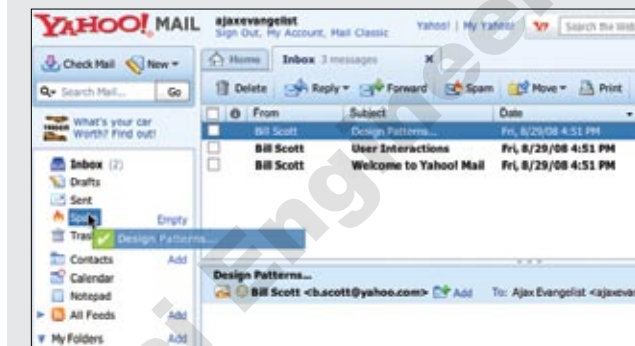 YAHOO! MAIL
ajaxevangelist
Sign Out, My Account, Mail Classic
Yahoo! | My Yahoo!
Y!
Search the Web
Check Mail
New
Home
Inbox 3 messages
X
Search Mail...
Go
Delete
Reply
Forward
Spam
Move
Print
What's your car
Worth? Find out!
From
Subject
Date
Bill Scott
Design Patterns...
Fri, 8/29/08 4:51 PM
Bill Scott
User Interactions
Fri, 8/29/08 4:51 PM
Bill Scott
Welcome to Yahoo! Mail
Fri, 8/29/08 4:51 PM
Inbox (2)
Drafts
Sent
Empty
Design Patterns...
Contacts
Add
Calendar
Notepad
All Feeds
Add
My Folders
Add
Design Patterns...
Bill Scott <b.scott@yahoo.com>
Add
To: Ajax Evangelist <ajaxevan